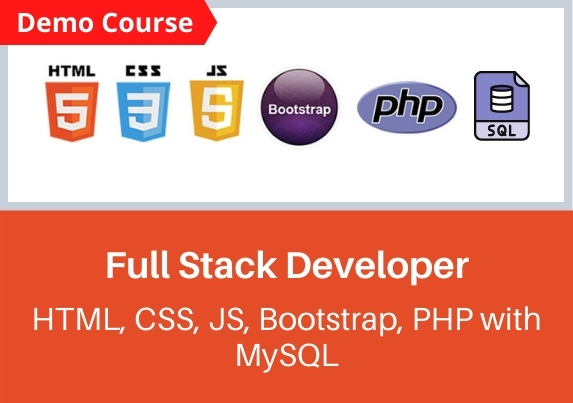 Demo Course
HTML CSS JS
5 3 5 Bootstrap php SQL
Full Stack Developer
HTML, CSS, JS, Bootstrap, PHP with
MySQL